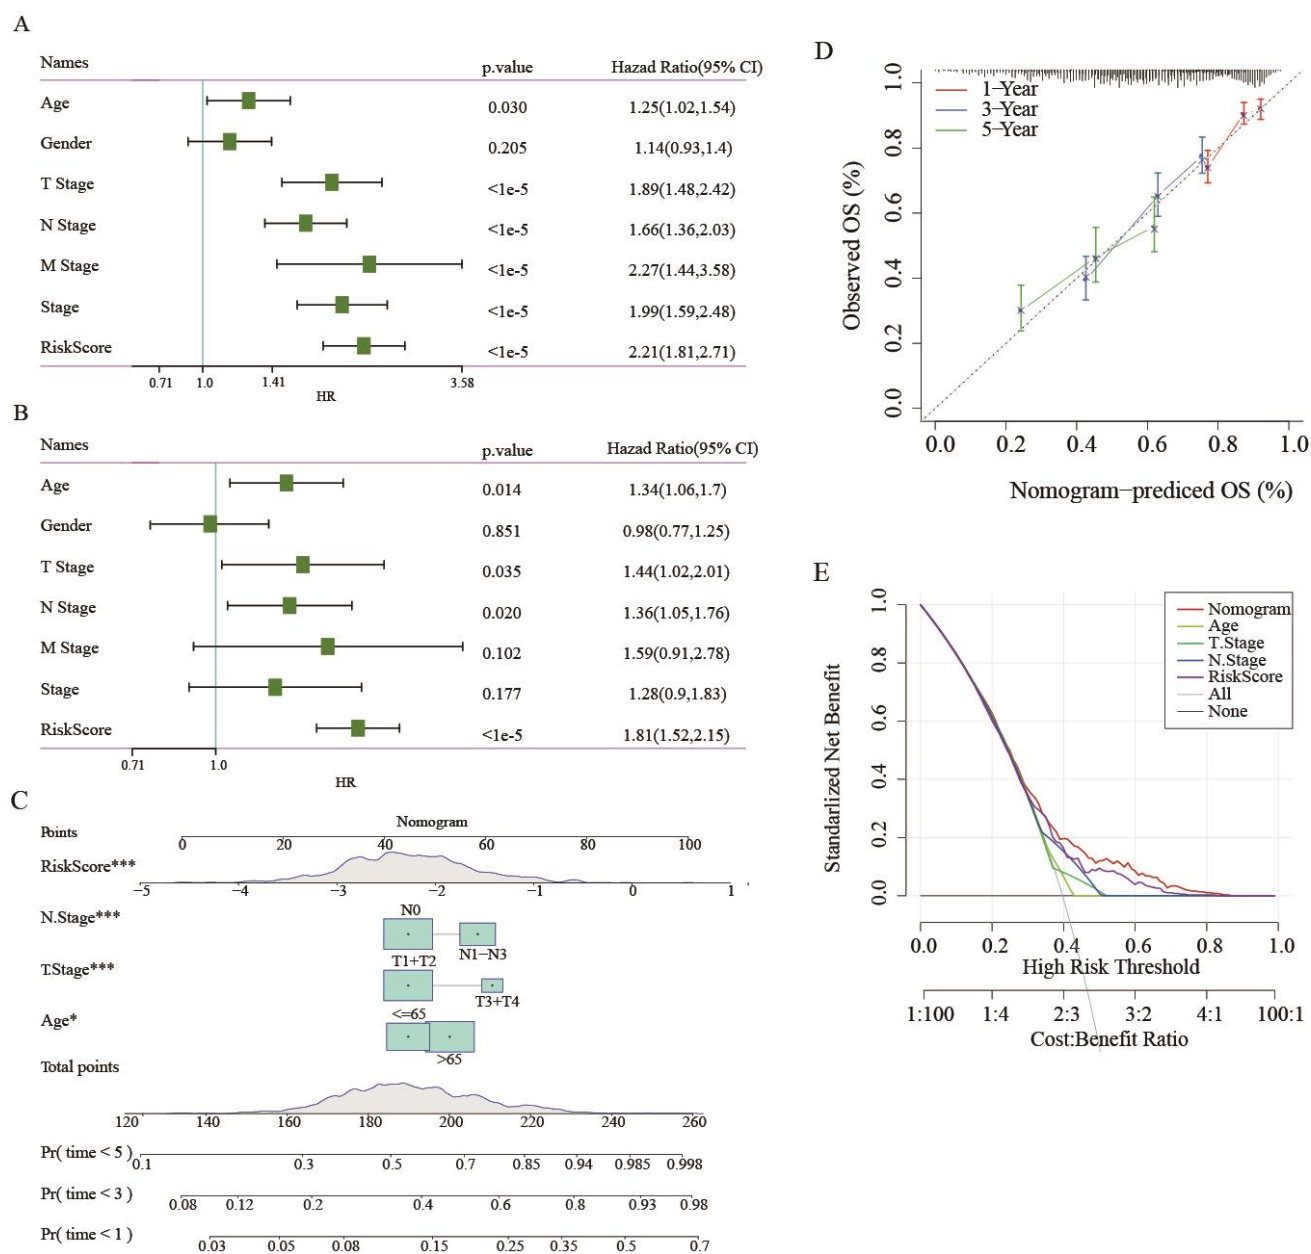 A
Names p.value Hazad Ratio(95% CI)
Age 0.030 1.25(1.02,1.54)
Gender 0.205 1.14(0.93,1.4)
T Stage <1e-5 1.89(1.48,2.42)
N Stage <1e-5 1.66(1.36,2.03)
M Stage <1e-5 2.27(1.44,3.58)
Stage <1e-5 1.99(1.59,2.48)
RiskScore <1e-5 2.21(1.81,2.71)
0.71 1.0 1.41 3.58
HR
B
Names p.value Hazad Ratio(95% CI)
Age 0.014 1.34(1.06,1.7)
Gender 0.851 0.98(0.77,1.25)
T Stage 0.035 1.44(1.02,2.01)
N Stage 0.020 1.36(1.05,1.76)
M Stage 0.102 1.59(0.91,2.78)
Stage 0.177 1.28(0.9,1.83)
RiskScore <1e-5 1.81(1.52,2.15)
0.71 1.0
HR
C
Nomogram
Points 0 20 40 60 80 100
RiskScore***
−5 −4 −3 −2 −1 0 1
N.Stage***
N0
N1−N3
T.Stage***
T1+T2
T3+T4
Age*
<=65
>65
Total points
120 140 160 180 200 220 240 260
Pr( time < 5 ) 0.1 0.3 0.5 0.7 0.85 0.94 0.985 0.998
Pr( time < 3 ) 0.08 0.12 0.2 0.4 0.6 0.8 0.93 0.98
Pr( time < 1 ) 0.03 0.05 0.08 0.15 0.25 0.35 0.5 0.7
D
1−Year
3−Year
5−Year
Observed OS (%)
1.0
0.8
0.6
0.4
0.2
0.0
0.0 0.2 0.4 0.6 0.8 1.0
Nomogram−prediced OS (%)
E
Nomogram
Age
T.Stage
N.Stage
RiskScore
All
None
Standarlized Net Benefit
1.0
0.8
0.6
0.4
0.2
0.0
0.0 0.2 0.4 0.6 0.8 1.0
High Risk Threshold
1:100 1:4 2:3 3:2 4:1 100:1
Cost:Benefit Ratio